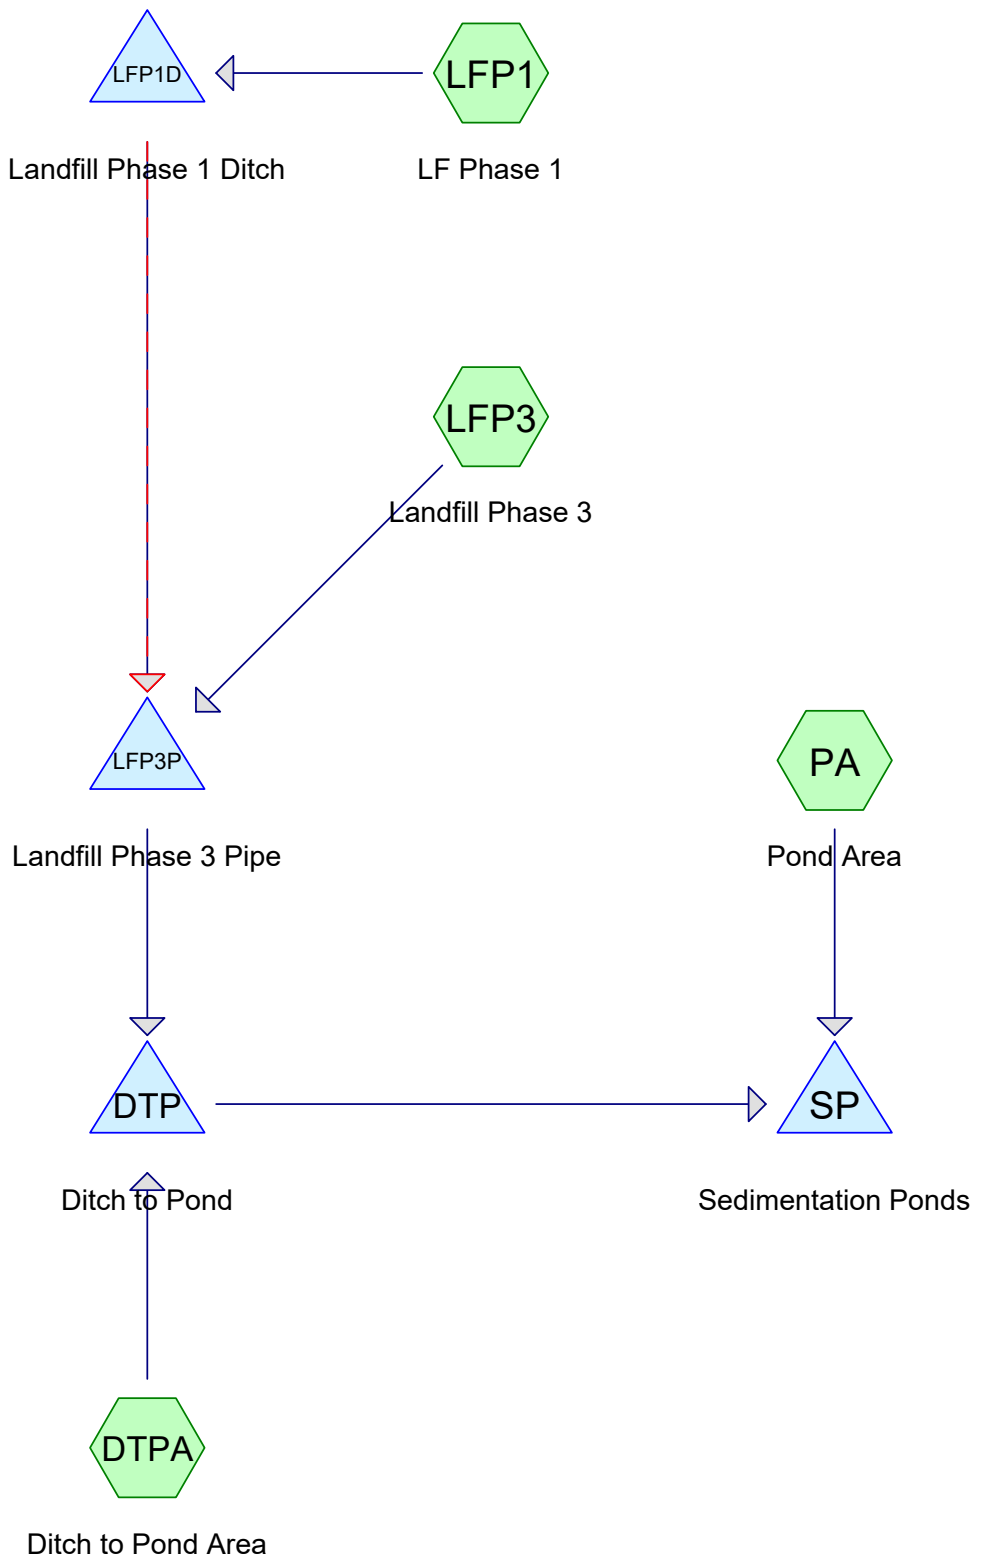 LFP1D
LFP1
Landfill Phase 1 Ditch
LF Phase 1
LFP3
Landfill Phase 3
LFP3P
PA
Landfill Phase 3 Pipe
Pond Area
DTP
SP
Ditch to Pond
Sedimentation Ponds
DTPA
Ditch to Pond Area